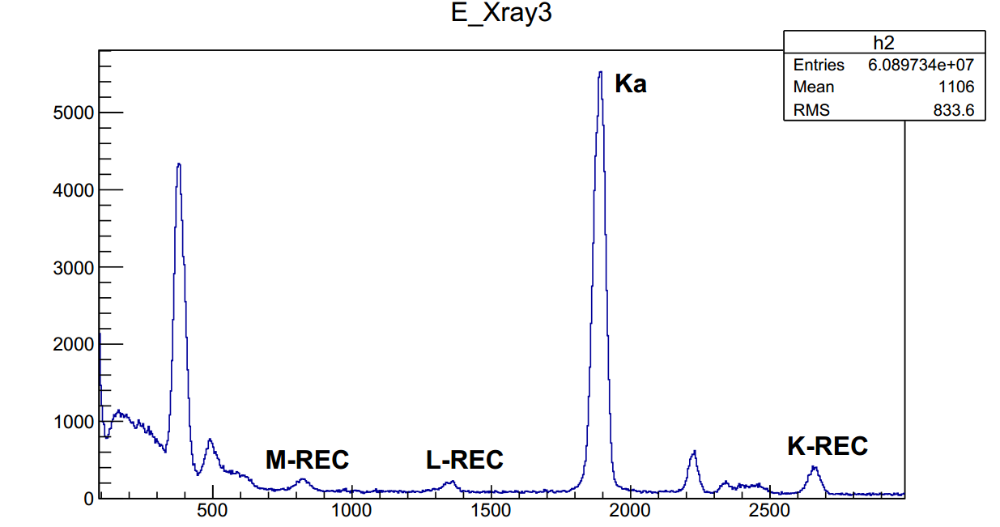 E_Xray3
h2
Entries 6.089734e+07
Mean 1106
RMS 833.6
Ka
5000
4000
3000
2000
1000
0
M-REC
L-REC
K-REC
500
1000
1500
2000
2500